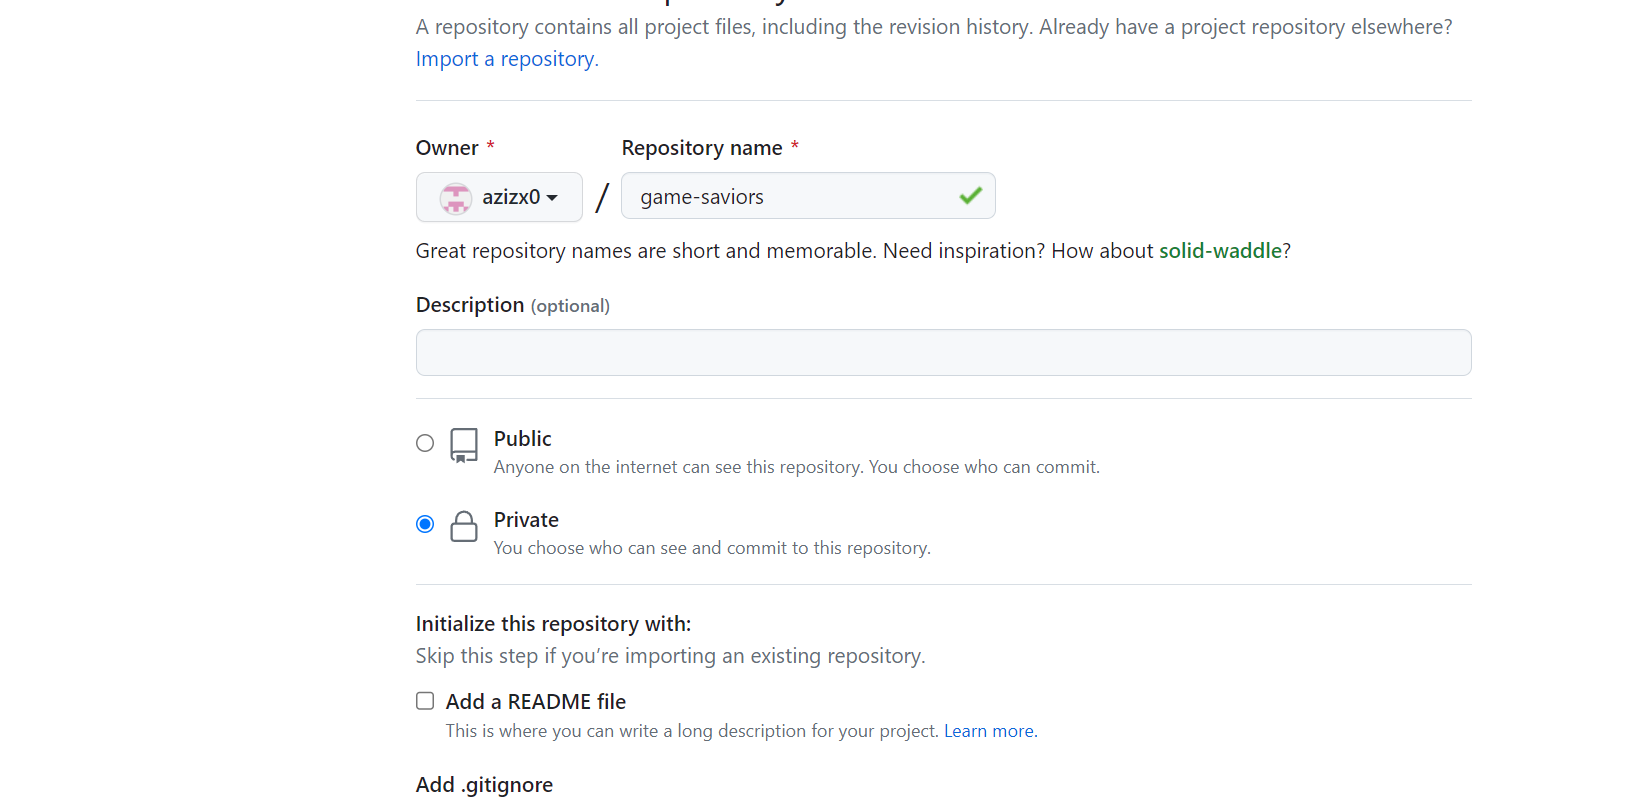 A repository contains all project files, including the revision history. Already have a project repository elsewhere?
Import a repository.
Owner *
Repository name *
azizx0
/
game-saviors
Great repository names are short and memorable. Need inspiration? How about solid-waddle?
Description (optional)
Public
Anyone on the internet can see this repository. You choose who can commit.
Private
You choose who can see and commit to this repository.
Initialize this repository with:
Skip this step if you’re importing an existing repository.
Add a README file
This is where you can write a long description for your project. Learn more.
Add .gitignore